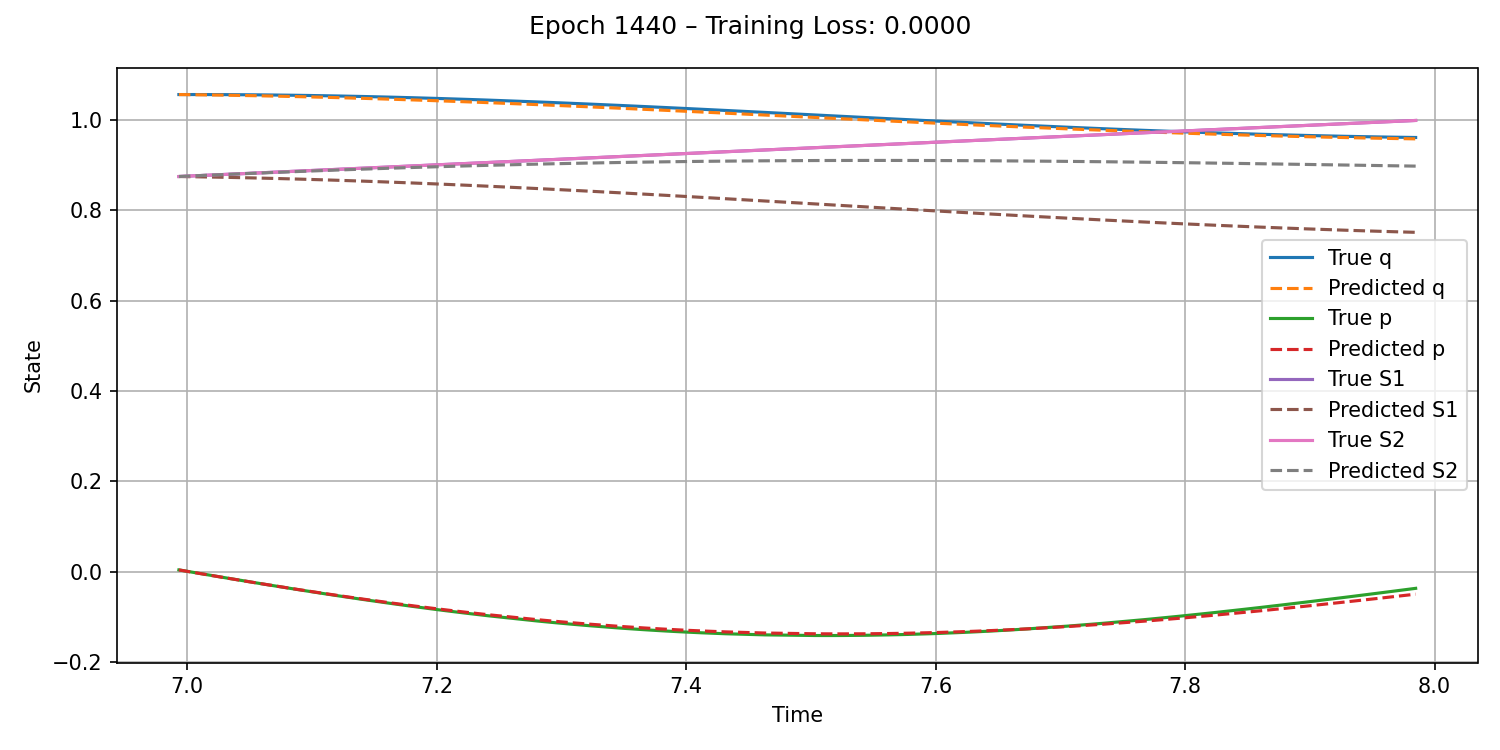 Epoch 1440 – Training Loss: 0.0000
1.0
0.8
0.6
0.4
0.2
0.0
−0.2
State
7.0 7.2 7.4 7.6 7.8 8.0
Time
True q
Predicted q
True p
Predicted p
True S1
Predicted S1
True S2
Predicted S2